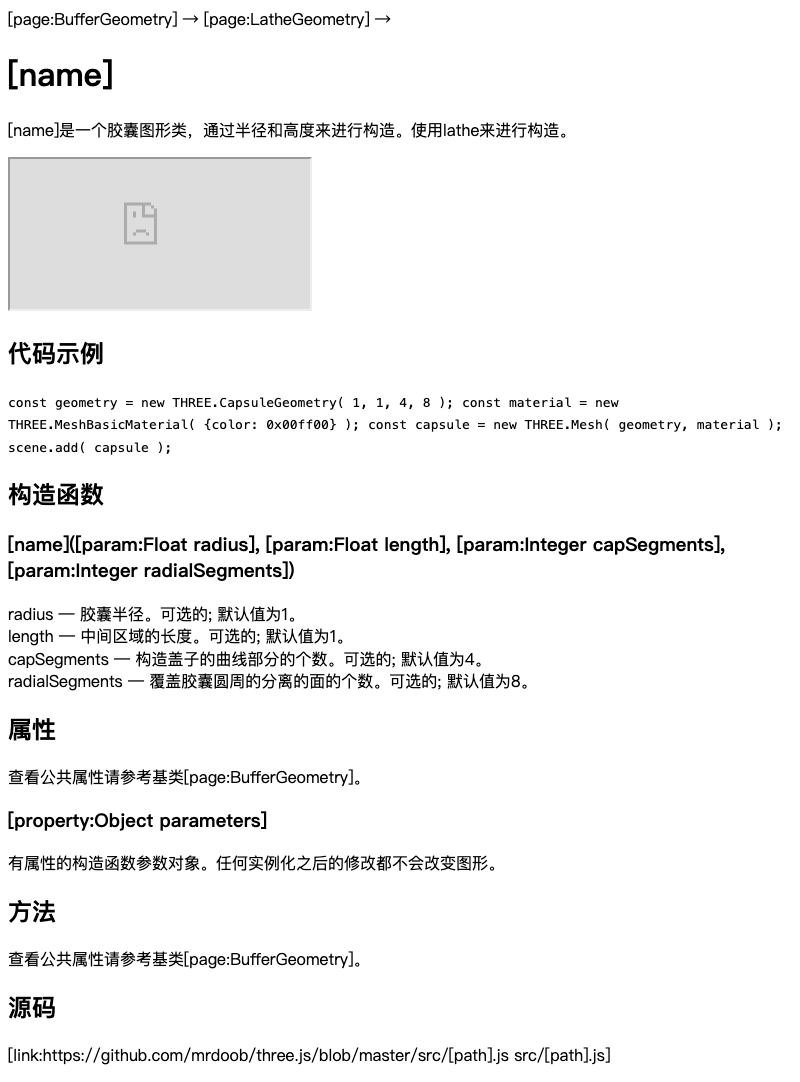 [page:BufferGeometry] → [page:LatheGeometry] →
[name]
[name]是一个胶囊图形类，通过半径和高度来进行构造。使用lathe来进行构造。
代码示例
const geometry = new THREE.CapsuleGeometry( 1, 1, 4, 8 ); const material = new
THREE.MeshBasicMaterial( {color: 0x00ff00} ); const capsule = new THREE.Mesh( geometry, material );
scene.add( capsule );
构造函数
[name]([param:Float radius], [param:Float length], [param:Integer capSegments],
[param:Integer radialSegments])
radius — 胶囊半径。可选的; 默认值为1。
length — 中间区域的长度。可选的; 默认值为1。
capSegments — 构造盖子的曲线部分的个数。可选的; 默认值为4。
radialSegments — 覆盖胶囊圆周的分离的面的个数。可选的; 默认值为8。
属性
查看公共属性请参考基类[page:BufferGeometry]。
[property:Object parameters]
有属性的构造函数参数对象。任何实例化之后的修改都不会改变图形。
方法
查看公共属性请参考基类[page:BufferGeometry]。
源码
[link:https://github.com/mrdoob/three.js/blob/master/src/[path].js src/[path].js]